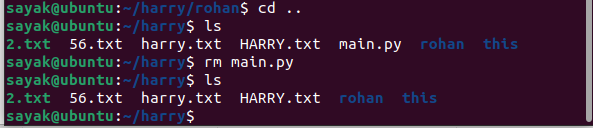 sayak@ubuntu:~/harry/rohan$ cd ..
sayak@ubuntu:~/harry$ ls
2.txt  56.txt  harry.txt  HARRY.txt  main.py  rohan  this
sayak@ubuntu:~/harry$ rm main.py
sayak@ubuntu:~/harry$ ls
2.txt  56.txt  harry.txt  HARRY.txt  rohan  this
sayak@ubuntu:~/harry$